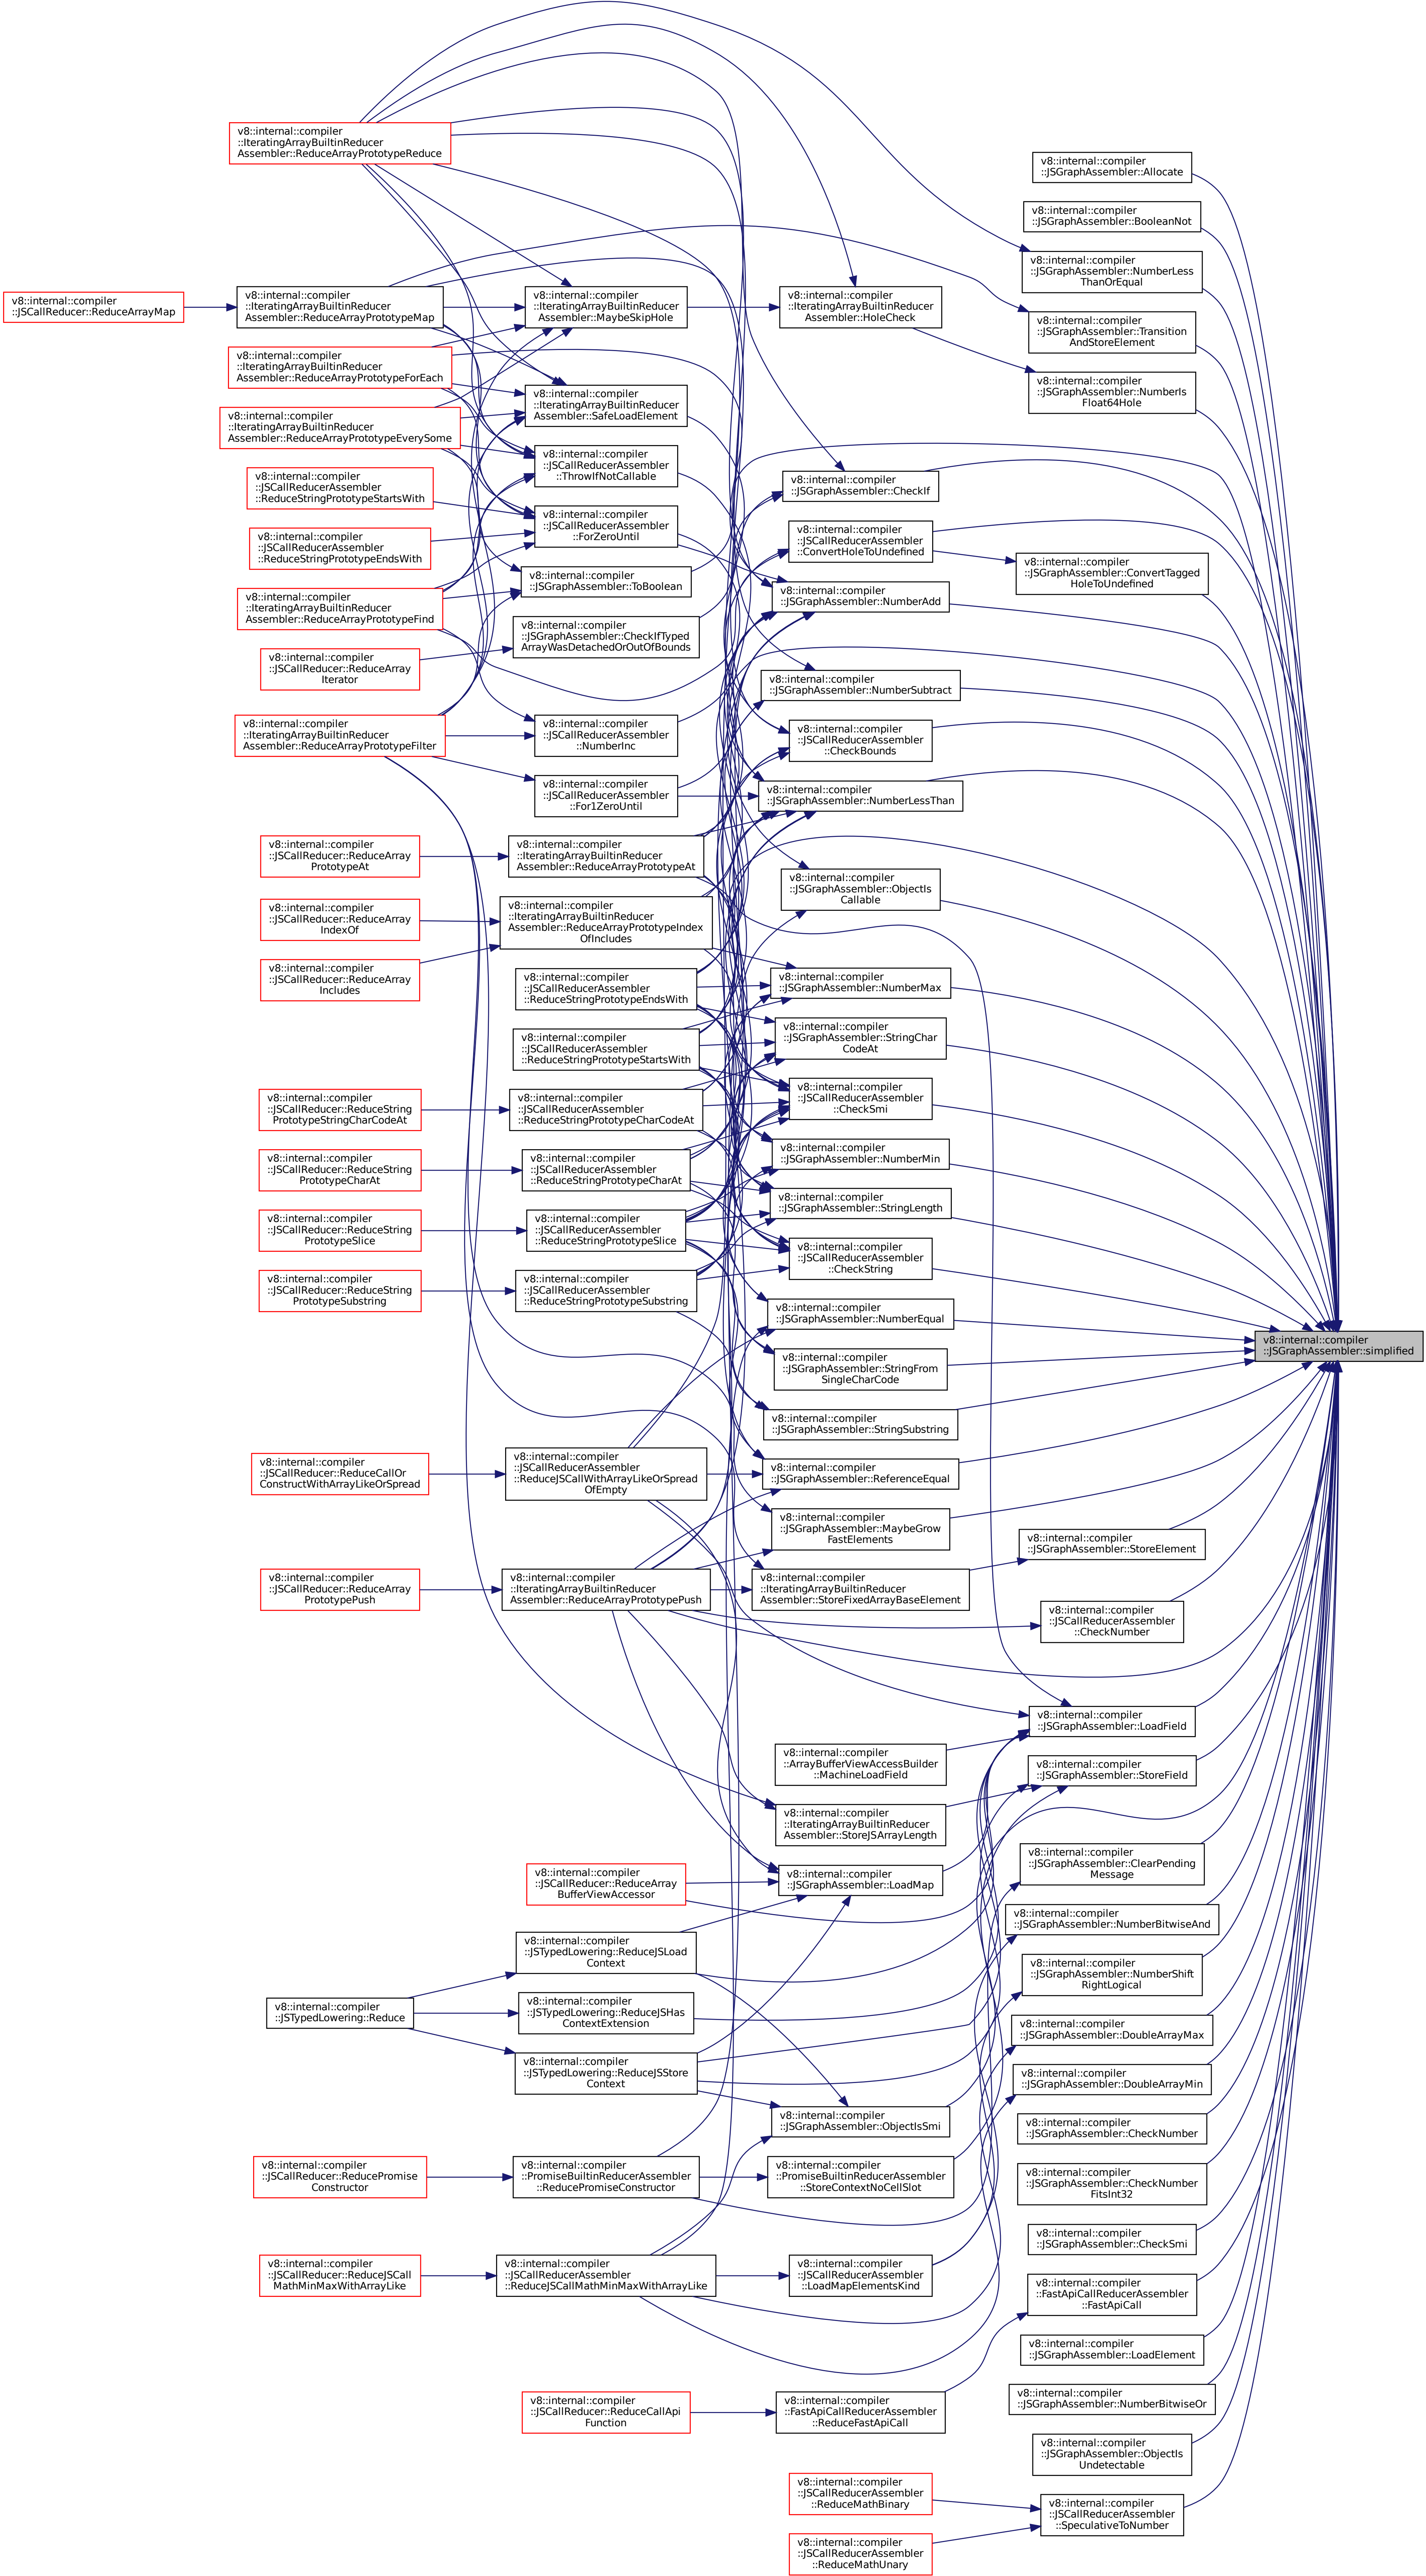 v8::internal::compiler
::IteratingArrayBuiltinReducer
Assembler::ReduceArrayPrototypeReduce
v8::internal::compiler
::JSGraphAssembler::Allocate
v8::internal::compiler
::JSGraphAssembler::BooleanNot
v8::internal::compiler
::JSGraphAssembler::NumberLess
ThanOrEqual
v8::internal::compiler
::JSCallReducer::ReduceArrayMap
v8::internal::compiler
::IteratingArrayBuiltinReducer
Assembler::ReduceArrayPrototypeMap
v8::internal::compiler
::IteratingArrayBuiltinReducer
Assembler::MaybeSkipHole
v8::internal::compiler
::IteratingArrayBuiltinReducer
Assembler::HoleCheck
v8::internal::compiler
::JSGraphAssembler::Transition
AndStoreElement
v8::internal::compiler
::IteratingArrayBuiltinReducer
Assembler::ReduceArrayPrototypeForEach
v8::internal::compiler
::JSGraphAssembler::NumberIs
Float64Hole
v8::internal::compiler
::IteratingArrayBuiltinReducer
Assembler::SafeLoadElement
v8::internal::compiler
::IteratingArrayBuiltinReducer
Assembler::ReduceArrayPrototypeEverySome
v8::internal::compiler
::JSCallReducerAssembler
::ThrowIfNotCallable
v8::internal::compiler
::JSCallReducerAssembler
::ReduceStringPrototypeStartsWith
v8::internal::compiler
::JSGraphAssembler::CheckIf
v8::internal::compiler
::JSCallReducerAssembler
::ForZeroUntil
v8::internal::compiler
::JSCallReducerAssembler
::ReduceStringPrototypeEndsWith
v8::internal::compiler
::JSCallReducerAssembler
::ConvertHoleToUndefined
v8::internal::compiler
::JSGraphAssembler::ConvertTagged
HoleToUndefined
v8::internal::compiler
::JSGraphAssembler::ToBoolean
v8::internal::compiler
::IteratingArrayBuiltinReducer
Assembler::ReduceArrayPrototypeFind
v8::internal::compiler
::JSGraphAssembler::NumberAdd
v8::internal::compiler
::JSGraphAssembler::CheckIfTyped
ArrayWasDetachedOrOutOfBounds
v8::internal::compiler
::JSCallReducer::ReduceArray
Iterator
v8::internal::compiler
::JSGraphAssembler::NumberSubtract
v8::internal::compiler
::IteratingArrayBuiltinReducer
Assembler::ReduceArrayPrototypeFilter
v8::internal::compiler
::JSCallReducerAssembler
::NumberInc
v8::internal::compiler
::JSCallReducerAssembler
::CheckBounds
v8::internal::compiler
::JSCallReducerAssembler
::For1ZeroUntil
v8::internal::compiler
::JSGraphAssembler::NumberLessThan
v8::internal::compiler
::JSCallReducer::ReduceArray
PrototypeAt
v8::internal::compiler
::IteratingArrayBuiltinReducer
Assembler::ReduceArrayPrototypeAt
v8::internal::compiler
::JSGraphAssembler::ObjectIs
Callable
v8::internal::compiler
::JSCallReducer::ReduceArray
IndexOf
v8::internal::compiler
::IteratingArrayBuiltinReducer
Assembler::ReduceArrayPrototypeIndex
OfIncludes
v8::internal::compiler
::JSCallReducer::ReduceArray
Includes
v8::internal::compiler
::JSCallReducerAssembler
::ReduceStringPrototypeEndsWith
v8::internal::compiler
::JSGraphAssembler::NumberMax
v8::internal::compiler
::JSCallReducerAssembler
::ReduceStringPrototypeStartsWith
v8::internal::compiler
::JSGraphAssembler::StringChar
CodeAt
v8::internal::compiler
::JSCallReducer::ReduceString
PrototypeStringCharCodeAt
v8::internal::compiler
::JSCallReducerAssembler
::ReduceStringPrototypeCharCodeAt
v8::internal::compiler
::JSCallReducerAssembler
::CheckSmi
v8::internal::compiler
::JSCallReducer::ReduceString
PrototypeCharAt
v8::internal::compiler
::JSCallReducerAssembler
::ReduceStringPrototypeCharAt
v8::internal::compiler
::JSGraphAssembler::NumberMin
v8::internal::compiler
::JSGraphAssembler::StringLength
v8::internal::compiler
::JSCallReducer::ReduceString
PrototypeSlice
v8::internal::compiler
::JSCallReducerAssembler
::ReduceStringPrototypeSlice
v8::internal::compiler
::JSCallReducerAssembler
::CheckString
v8::internal::compiler
::JSCallReducer::ReduceString
PrototypeSubstring
v8::internal::compiler
::JSCallReducerAssembler
::ReduceStringPrototypeSubstring
v8::internal::compiler
::JSGraphAssembler::NumberEqual
v8::internal::compiler
::JSGraphAssembler::simplified
v8::internal::compiler
::JSGraphAssembler::StringFrom
SingleCharCode
v8::internal::compiler
::JSGraphAssembler::StringSubstring
v8::internal::compiler
::JSCallReducer::ReduceCallOr
ConstructWithArrayLikeOrSpread
v8::internal::compiler
::JSCallReducerAssembler
::ReduceJSCallWithArrayLikeOrSpread
OfEmpty
v8::internal::compiler
::JSGraphAssembler::ReferenceEqual
v8::internal::compiler
::JSGraphAssembler::MaybeGrow
FastElements
v8::internal::compiler
::JSGraphAssembler::StoreElement
v8::internal::compiler
::JSCallReducer::ReduceArray
PrototypePush
v8::internal::compiler
::IteratingArrayBuiltinReducer
Assembler::ReduceArrayPrototypePush
v8::internal::compiler
::IteratingArrayBuiltinReducer
Assembler::StoreFixedArrayBaseElement
v8::internal::compiler
::JSCallReducerAssembler
::CheckNumber
v8::internal::compiler
::JSGraphAssembler::LoadField
v8::internal::compiler
::ArrayBufferViewAccessBuilder
::MachineLoadField
v8::internal::compiler
::JSGraphAssembler::StoreField
v8::internal::compiler
::IteratingArrayBuiltinReducer
Assembler::StoreJSArrayLength
v8::internal::compiler
::JSGraphAssembler::ClearPending
Message
v8::internal::compiler
::JSCallReducer::ReduceArray
BufferViewAccessor
v8::internal::compiler
::JSGraphAssembler::LoadMap
v8::internal::compiler
::JSGraphAssembler::NumberBitwiseAnd
v8::internal::compiler
::JSTypedLowering::ReduceJSLoad
Context
v8::internal::compiler
::JSGraphAssembler::NumberShift
RightLogical
v8::internal::compiler
::JSTypedLowering::Reduce
v8::internal::compiler
::JSTypedLowering::ReduceJSHas
ContextExtension
v8::internal::compiler
::JSGraphAssembler::DoubleArrayMax
v8::internal::compiler
::JSTypedLowering::ReduceJSStore
Context
v8::internal::compiler
::JSGraphAssembler::DoubleArrayMin
v8::internal::compiler
::JSGraphAssembler::ObjectIsSmi
v8::internal::compiler
::JSGraphAssembler::CheckNumber
v8::internal::compiler
::JSCallReducer::ReducePromise
Constructor
v8::internal::compiler
::PromiseBuiltinReducerAssembler
::ReducePromiseConstructor
v8::internal::compiler
::PromiseBuiltinReducerAssembler
::StoreContextNoCellSlot
v8::internal::compiler
::JSGraphAssembler::CheckNumber
FitsInt32
v8::internal::compiler
::JSGraphAssembler::CheckSmi
v8::internal::compiler
::JSCallReducer::ReduceJSCall
MathMinMaxWithArrayLike
v8::internal::compiler
::JSCallReducerAssembler
::ReduceJSCallMathMinMaxWithArrayLike
v8::internal::compiler
::JSCallReducerAssembler
::LoadMapElementsKind
v8::internal::compiler
::FastApiCallReducerAssembler
::FastApiCall
v8::internal::compiler
::JSGraphAssembler::LoadElement
v8::internal::compiler
::JSCallReducer::ReduceCallApi
Function
v8::internal::compiler
::FastApiCallReducerAssembler
::ReduceFastApiCall
v8::internal::compiler
::JSGraphAssembler::NumberBitwiseOr
v8::internal::compiler
::JSGraphAssembler::ObjectIs
Undetectable
v8::internal::compiler
::JSCallReducerAssembler
::ReduceMathBinary
v8::internal::compiler
::JSCallReducerAssembler
::SpeculativeToNumber
v8::internal::compiler
::JSCallReducerAssembler
::ReduceMathUnary